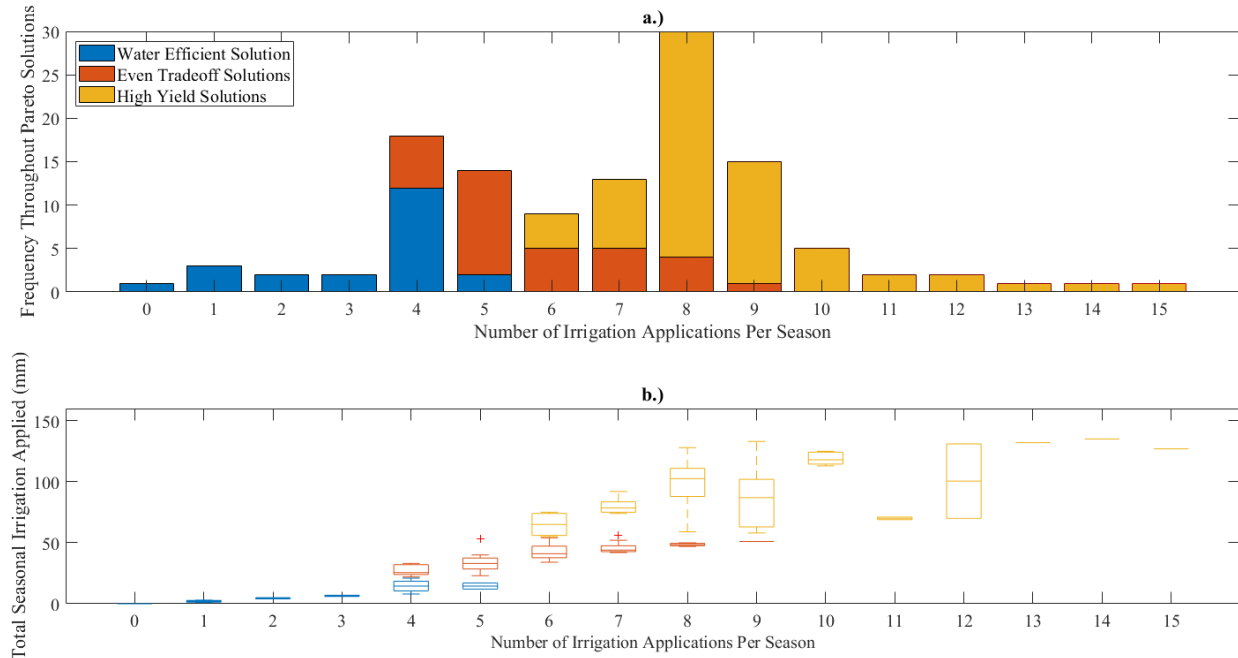 a.)
Frequency Throughout Pareto Solutions
30
25
20
15
10
5
0
Water Efficient Solution
Even Tradeoff Solutions
High Yield Solutions
0 1 2 3 4 5 6 7 8 9 10 11 12 13 14 15
Number of Irrigation Applications Per Season
b.)
Total Seasonal Irrigation Applied (mm)
150
100
50
0
0 1 2 3 4 5 6 7 8 9 10 11 12 13 14 15
Number of Irrigation Applications Per Season